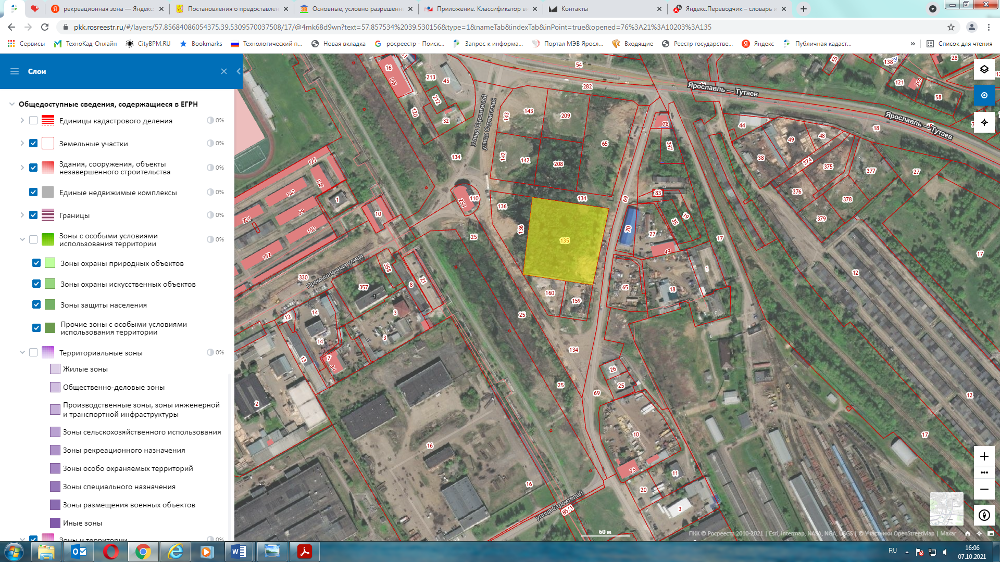 рекреационная зона — Яндекс
Постановления о предоставлен
Основные, условно разрешённ
Приложение. Классификатор ви
Контакты
Яндекс.Переводчик – словарь и
pkk.rosreestr.ru/#/layers/57.85684086054375,39.5309570037508/17/@4mk68d9wn?text=57.857534%2039.530156&type=1&nameTab&indexTab&inPoint=true&opened=76%3A21%3A10203%3A135
Сервисы
ТехноКад-Онлайн
CityBPM.RU
Bookmarks
Технологический п...
Новая вкладка
росреестр - Поиск...
Запрос к информа...
Портал МЭВ Яросл...
Входящие
Реестр государстве...
Яндекс
Публичная кадаст...
»
Список для чтения
Слои
Общедоступные сведения, содержащиеся в ЕГРН
Единицы кадастрового деления 0%
Земельные участки 0%
Здания, сооружения, объекты
незавершенного строительства 0%
Единые недвижимые комплексы 0%
Границы 0%
Зоны с особыми условиями
использования территории 0%
Зоны охраны природных объектов
Зоны охраны искусственных объектов
Зоны защиты населения
Прочие зоны с особыми условиями
использования территории
Территориальные зоны 0%
Жилые зоны
Общественно-деловые зоны
Производственные зоны, зоны инженерной
и транспортной инфраструктуры
Зоны сельскохозяйственного использования
Зоны рекреационного назначения
Зоны особо охраняемых территорий
Зоны специального назначения
Зоны размещения военных объектов
Иные зоны
Зоны и территории 0%
16
113
213
45
212
120
32
54
282
Ярославль — Тутаев
Ярославль — Тутаев
138
28
121
359
58
55
улица Строителей
улица Строителей
143
143
209
65
142
142
208
134
78
397
44
49
48
18
38
374
375
377
27
376
378
379
125
148
140
1
39
721
150
152
10
254
110
136
136
134
69
83
135
70
27
35
19
49
17
17
12
25
330
Промышленная улица
358
357
1
8
21
3
3
12
14
14
13
7
34
2
160
159
65
18
1
25
134
26
25
25
69
10
12
17
16
16
75
11
20
3
улица Строителей
85/1
60 м
ПКК © Росреестр 2010-2021 | Esri, Intermap, NASA, NGA, USGS | © Участники OpenStreetMap | Maxar
RU
16:06
07.10.2021